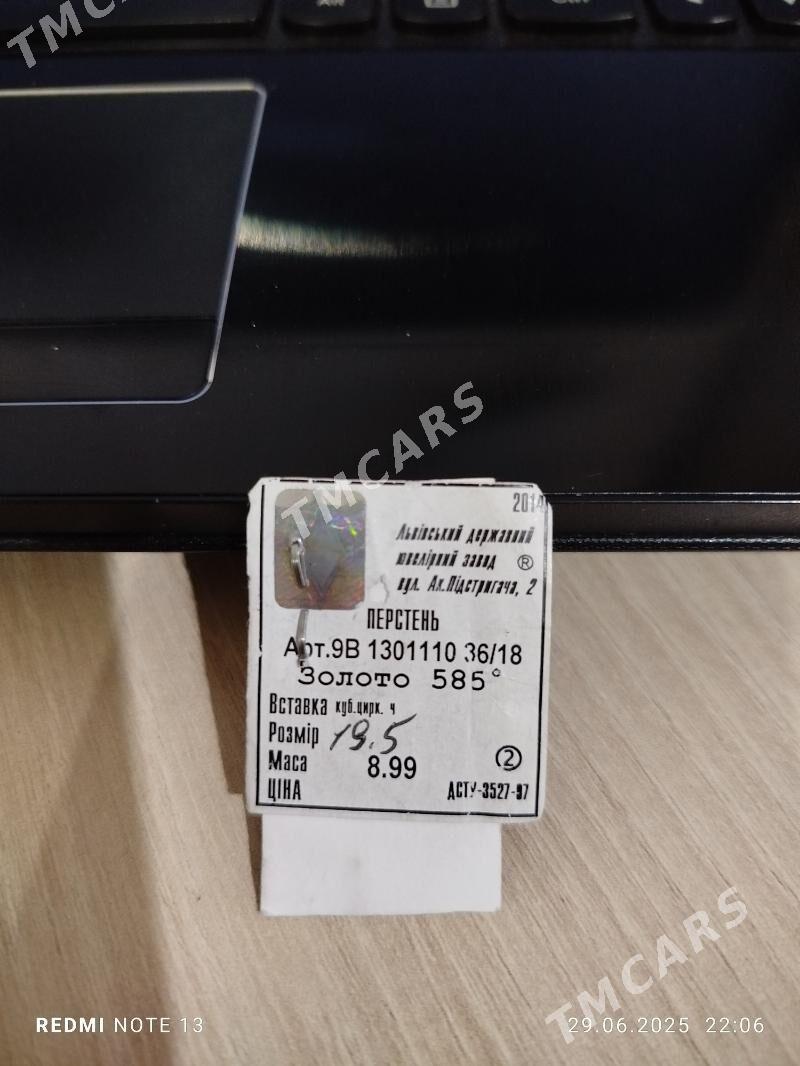 Alt
Ctrl
TMCARS
TMCARS
2014
Львівський державний
ювелірний завод ®
вул. Ак.Підстригача, 2
ПЕРСТЕНЬ
Арт.9В 1301110 36/18
Золото 585°
Вставка куб.цирк. ч
Розмір 19.5
Маса 8.99 2
ЦІНА ДСТУ-3527-97
TMCARS
REDMI NOTE 13
29.06.2025 22:06